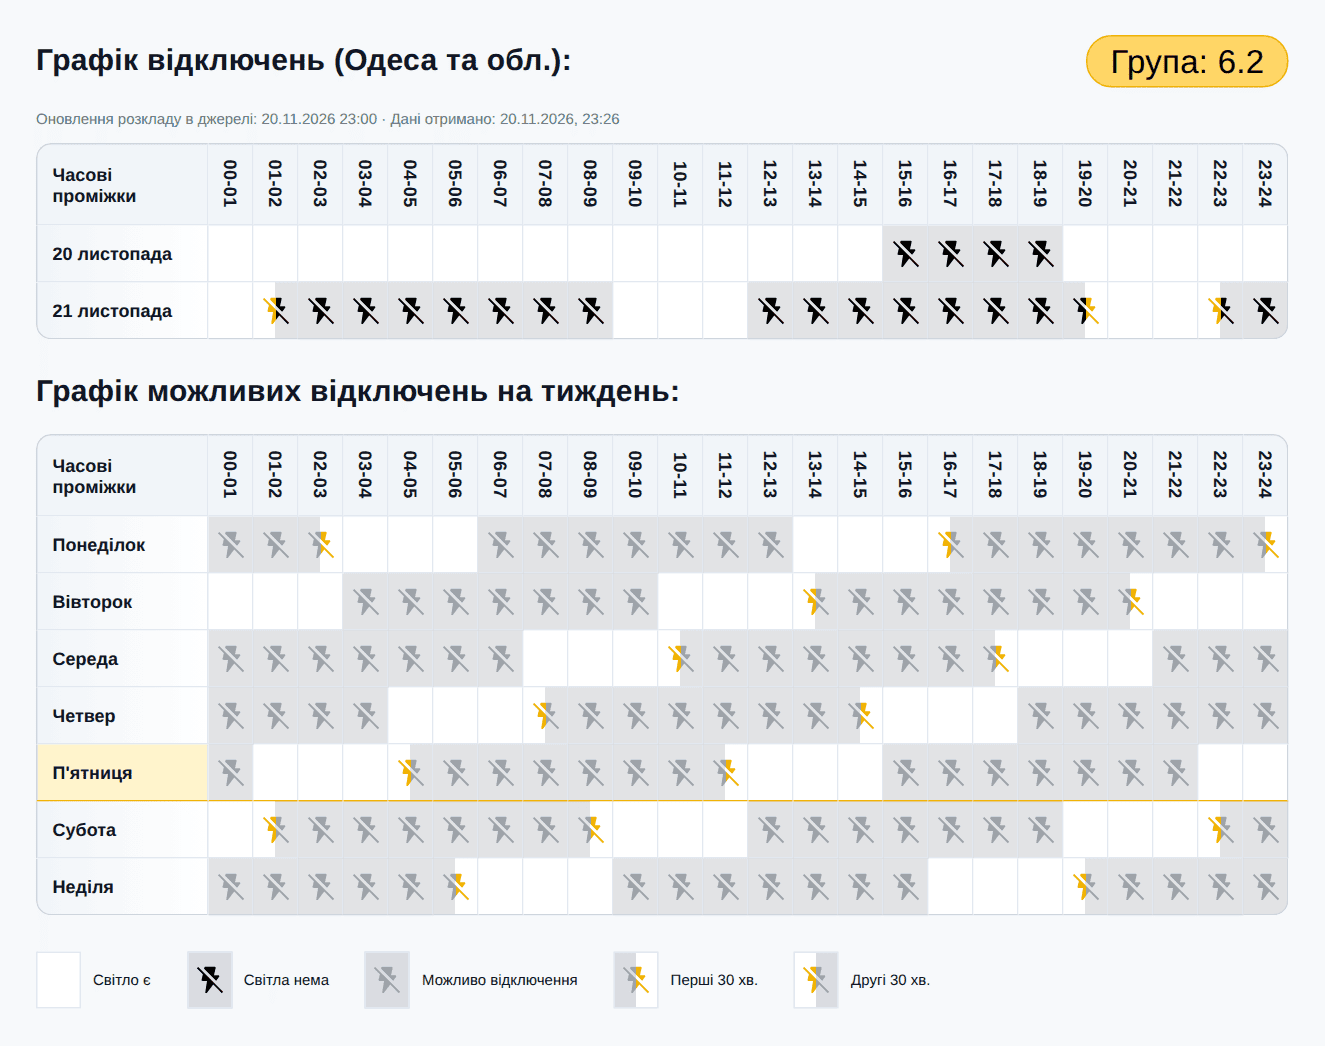 Графік відключень (Одеса та обл.):
Група: 6.2
Оновлення розкладу в джерелі: 20.11.2026 23:00 · Дані отримано: 20.11.2026, 23:26
Часові проміжки 00-01 01-02 02-03 03-04 04-05 05-06 06-07 07-08 08-09 09-10 10-11 11-12 12-13 13-14 14-15 15-16 16-17 17-18 18-19 19-20 20-21 21-22 22-23 23-24
20 листопада
21 листопада
Графік можливих відключень на тиждень:
Часові проміжки 00-01 01-02 02-03 03-04 04-05 05-06 06-07 07-08 08-09 09-10 10-11 11-12 12-13 13-14 14-15 15-16 16-17 17-18 18-19 19-20 20-21 21-22 22-23 23-24
Понеділок
Вівторок
Середа
Четвер
П'ятниця
Субота
Неділя
Світло є Світла нема Можливо відключення Перші 30 хв. Другі 30 хв.